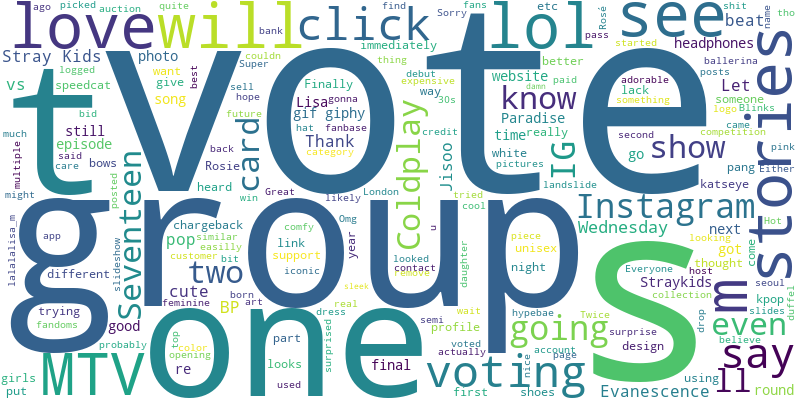 ago picked auction quite find fans shit Rosé name tho
love will click lol see
Super bank couldn Sorry etc pass beat
Stray Kids photo immediately headphones
logged want Finally thing better started ballerina
vs speedcat give best website posts
vote
t
damn debut expensive adorable
song Lisa gonna way paid lack Let someone
bid sell hope gif giphy 30s know something logo Blinks
much episode future hat fanbase Paradise competition came
still card Thank credit time really second show pink
multiple said back category white go
care bows Rosie pictures pang Either
might Seventeen heard Great London Jisoo IG landslide katseye stories
posted win likely tried Instagram Hot
group s
app chargeback Omg u cool Wednesday next looking
lalalalisa_m slideshow pop similar comfy Coldplay piece got
easilly link year looked unisex thought come
different customer bit support contact night Everyone host
two iconic remove daughter Straykids m seoul
trying cute born art real sleek hypebae collection kpop duffel
fandoms feminine BP dress semi wait Twice drop slides
good top color part surprised profile going surprise even
probably opening voted nice account design believe
one
MTV re looks final actually page say
girls voting ll
put used first shoes Evanescence using round